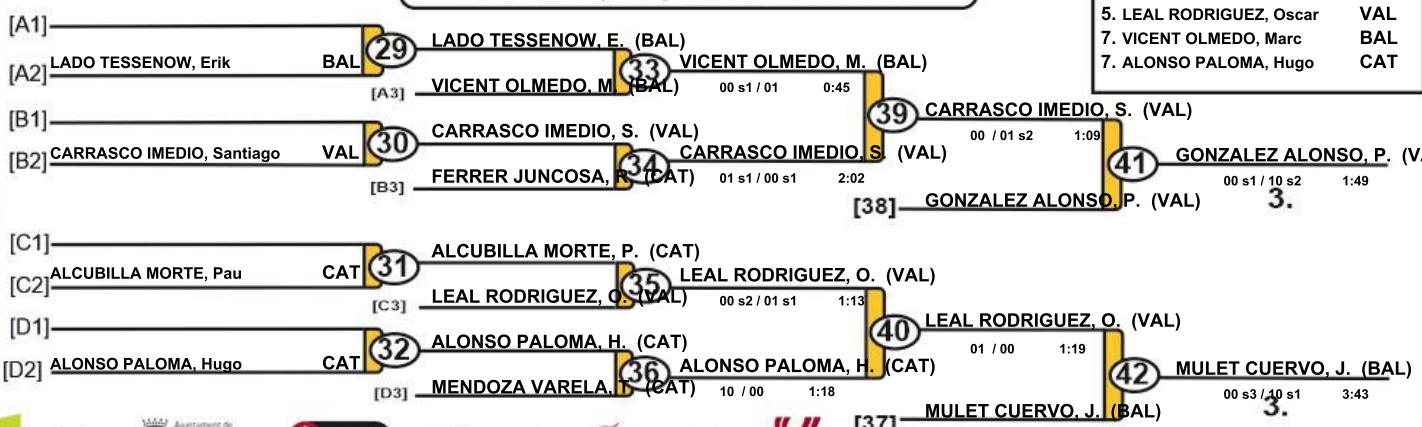 5. LEAL RODRIGUEZ, Oscar VAL
7. VICENT OLMEDO, Marc BAL
7. ALONSO PALOMA, Hugo CAT
[A1]
[A2] LADO TESSENOW, Erik BAL
29
LADO TESSENOW, E. (BAL)
[A3] VICENT OLMEDO, M. (BAL)
33
VICENT OLMEDO, M. (BAL)
00 s1 / 01 0:45
[B1]
[B2] CARRASCO IMEDIO, Santiago VAL
30
CARRASCO IMEDIO, S. (VAL)
[B3] FERRER JUNCOSA, R. (CAT)
34
CARRASCO IMEDIO, S. (VAL)
01 s1 / 00 s1 2:02
39
CARRASCO IMEDIO, S. (VAL)
00 / 01 s2 1:09
[38] GONZALEZ ALONSO, P. (VAL)
41
GONZALEZ ALONSO, P.
00 s1 / 10 s2 1:49
3.
[C1]
[C2] ALCUBILLA MORTE, Pau CAT
31
ALCUBILLA MORTE, P. (CAT)
[C3] LEAL RODRIGUEZ, O. (VAL)
35
LEAL RODRIGUEZ, O. (VAL)
00 s2 / 01 s1 1:13
[D1]
[D2] ALONSO PALOMA, Hugo CAT
32
ALONSO PALOMA, H. (CAT)
[D3] MENDOZA VARELA, T. (CAT)
36
ALONSO PALOMA, H. (CAT)
10 / 00 1:18
40
LEAL RODRIGUEZ, O. (VAL)
01 / 00 1:19
[37] MULET CUERVO, J. (BAL)
42
MULET CUERVO, J. (BAL)
00 s3 / 10 s1 3:43
3.
Ajuntament de